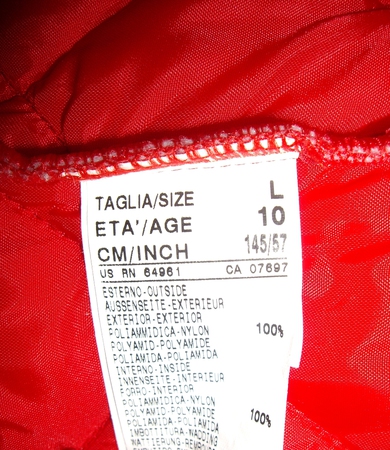 TAGLIA/SIZE L
ETA'/AGE 10
CM/INCH 145/57
US RN 64961 CA 07697
ESTERNO-OUTSIDE
AUSSENSEITE-EXTERIEUR
EXTERIOR-EXTERIOR
POLIAMMIDICA-NYLON 100%
POLYAMID-POLYAMIDE
POLIAMIDA-POLIAMIDA
INTERNO-INSIDE
INNENSEITE-INTERIEUR
FORRO-INTERIOR
POLIAMMIDICA-NYLON 100%
POLYAMID-POLYAMIDE
POLIAMIDA-POLIAMIDA
IMBOTTITURA-WADDING